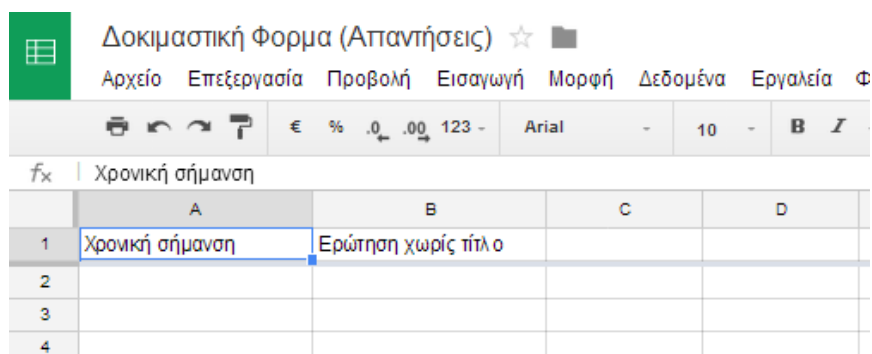 Δοκιμαστική Φορμα (Απαντήσεις)
Αρχείο Επεξεργασία Προβολή Εισαγωγή Μορφή Δεδομένα Εργαλεία Φ
€ % .0 .00 123 Arial 10 B I
fx Χρονική σήμανση
A B C D
1 Χρονική σήμανση Ερώτηση χωρίς τίτλο
2
3
4